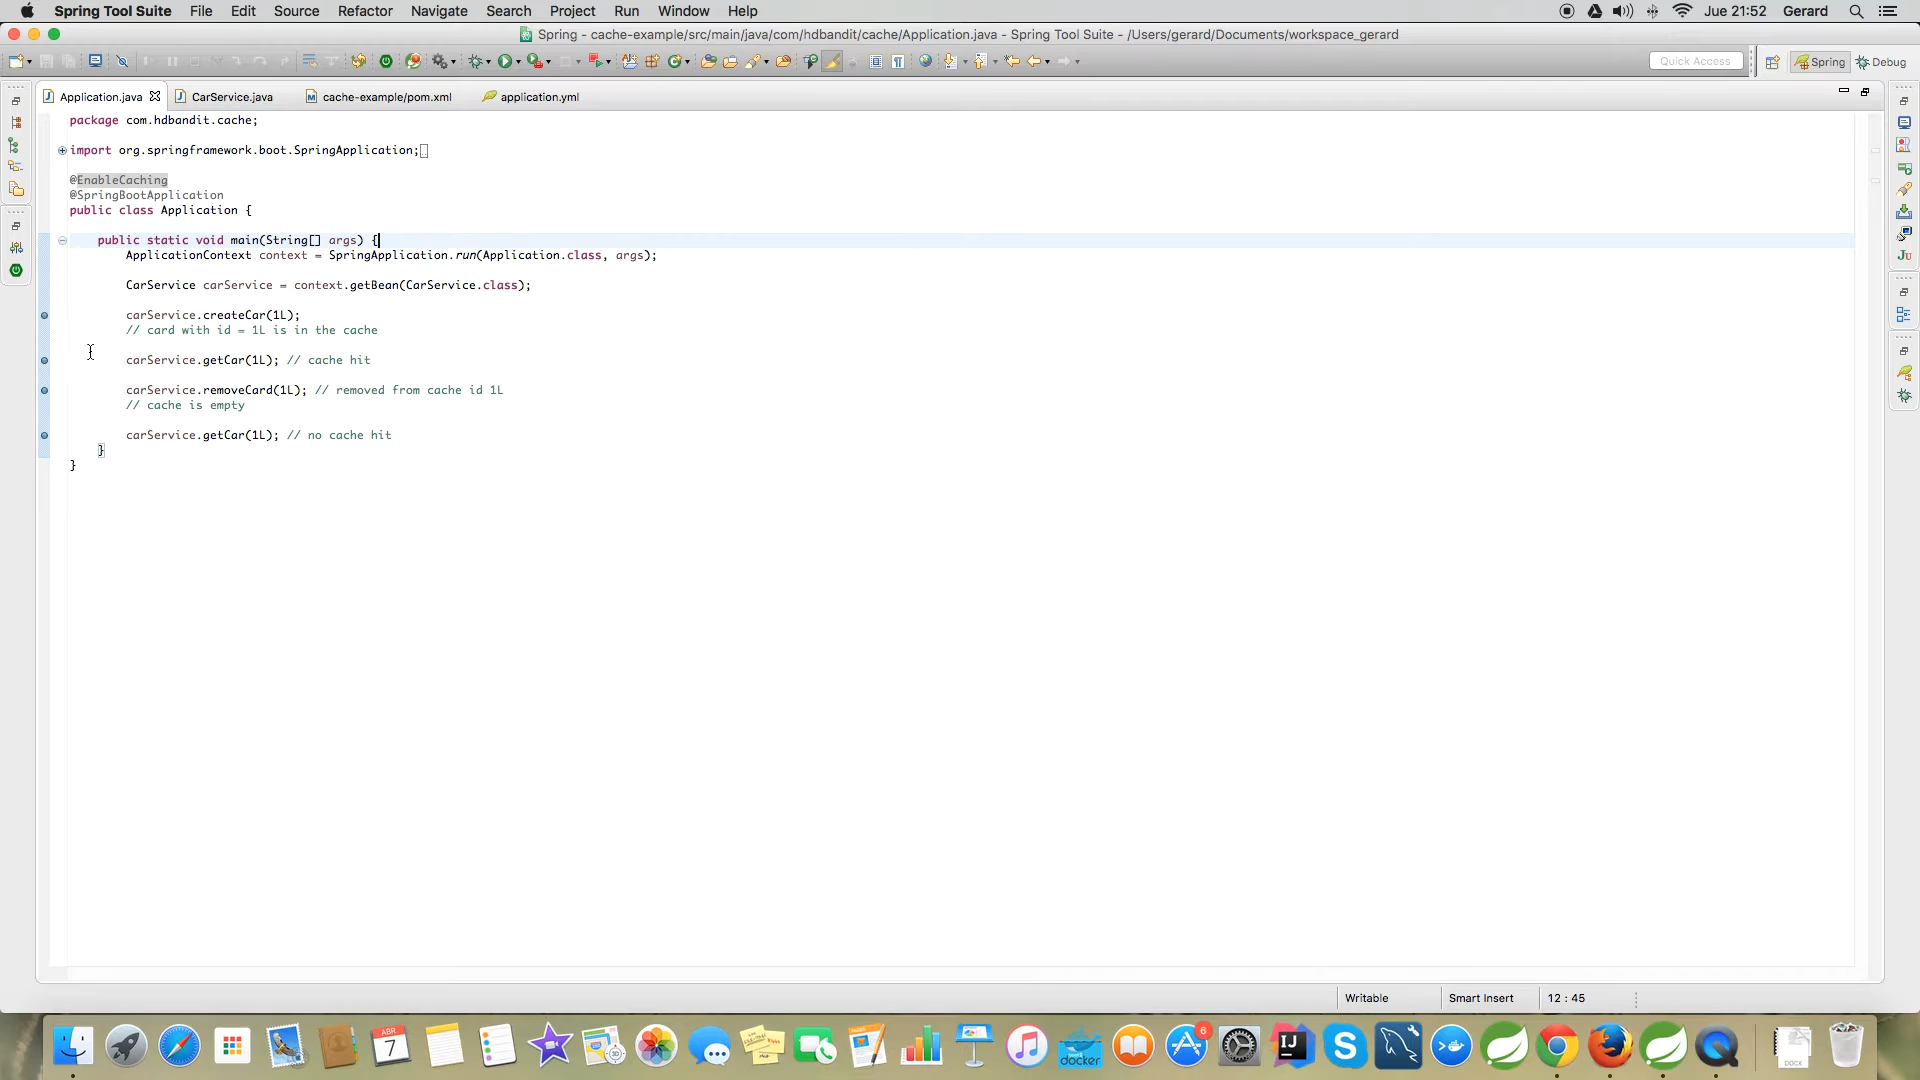 Spring Tool Suite File Edit Source Refactor Navigate Search Project Run Window Help Jue 21:52 Gerard
Spring - cache-example/src/main/java/com/hdbandit/cache/Application.java - Spring Tool Suite - /Users/gerard/Documents/workspace_gerard
Quick Access Spring Debug
Application.java CarService.java cache-example/pom.xml application.yml
package com.hdbandit.cache;
import org.springframework.boot.SpringApplication;
@EnableCaching
@SpringBootApplication
public class Application {
public static void main(String[] args) {
ApplicationContext context = SpringApplication.run(Application.class, args);
CarService carService = context.getBean(CarService.class);
carService.createCar(1L);
// card with id = 1L is in the cache
carService.getCar(1L); // cache hit
carService.removeCard(1L); // removed from cache id 1L
// cache is empty
carService.getCar(1L); // no cache hit
}
}
Writable Smart Insert 12 : 45
ABR
7
docker
6
IJ
DOCX